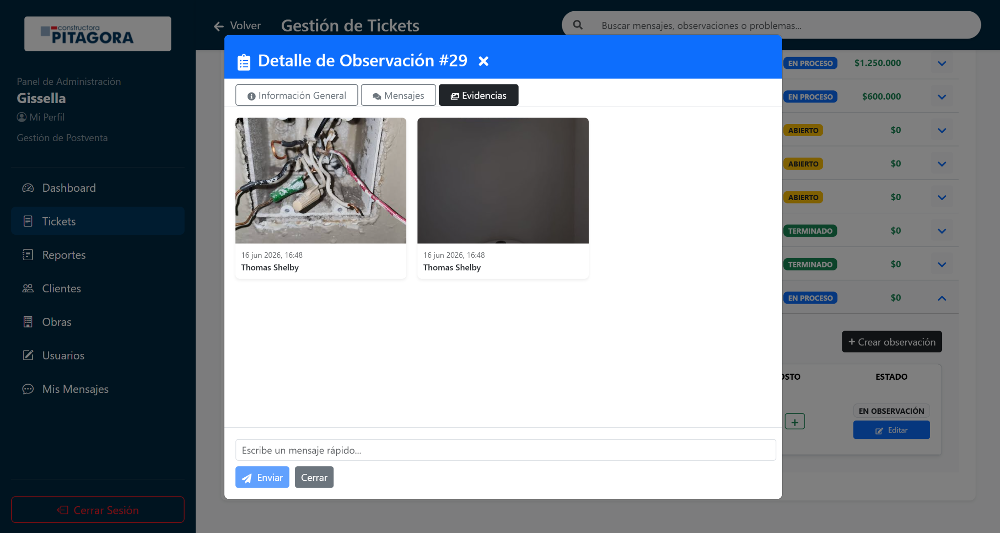 constructora
PITAGORA
Panel de Administración
Gissella
Mi Perfil
Gestión de Postventa
Dashboard
Tickets
Reportes
Clientes
Obras
Usuarios
Mis Mensajes
Cerrar Sesión
Volver
Gestión de Tickets
Buscar mensajes, observaciones o problemas...
Detalle de Observación #29
Información General
Mensajes
Evidencias
16 jun 2026, 16:48
Thomas Shelby
16 jun 2026, 16:48
Thomas Shelby
Escribe un mensaje rápido...
Enviar
Cerrar
EN PROCESO $1.250.000
EN PROCESO $600.000
ABIERTO $0
ABIERTO $0
ABIERTO $0
TERMINADO $0
TERMINADO $0
EN PROCESO $0
+ Crear observación
OSTO ESTADO
EN OBSERVACIÓN
+
Editar